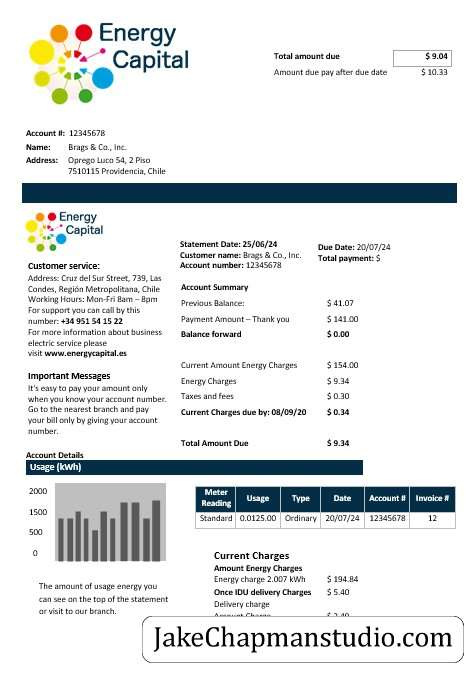 Energy
Capital
Total amount due $ 9.04
Amount due pay after due date $ 10.33
Account #: 12345678
Name: Brags & Co., Inc.
Address: Oprego Luco 54, 2 Piso
7510115 Providencia, Chile
Energy
Capital
Statement Date: 25/06/24
Customer name: Brags & Co., Inc.
Account number: 12345678
Due Date: 20/07/24
Total payment: $
Customer service:
Address: Cruz del Sur Street, 739, Las
Condes, Región Metropolitana, Chile
Working Hours: Mon-Fri 8am – 8pm
For support you can call by this
number: +34 951 54 15 22
For more information about business
electric service please
visit www.energycapital.es
Important Messages
It's easy to pay your amount only
when you know your account number.
Go to the nearest branch and pay
your bill only by giving your account
number.
Account Summary
Previous Balance: $ 41.07
Payment Amount – Thank you $ 141.00
Balance forward $ 0.00
Current Amount Energy Charges $ 154.00
Energy Charges $ 9.34
Taxes and fees $ 0.30
Current Charges due by: 08/09/20 $ 0.34
Total Amount Due $ 9.34
Account Details
Usage (kWh)
2000
1500
500
0
The amount of usage energy you
can see on the top of the statement
or visit to our branch.
Meter Reading Usage Type Date Account # Invoice #
Standard 0.0125.00 Ordinary 20/07/24 12345678 12
Current Charges
Amount Energy Charges
Energy charge 2.007 kWh $ 194.84
Once IDU delivery Charges $ 5.40
Delivery charge
JakeChapmanstudio.com